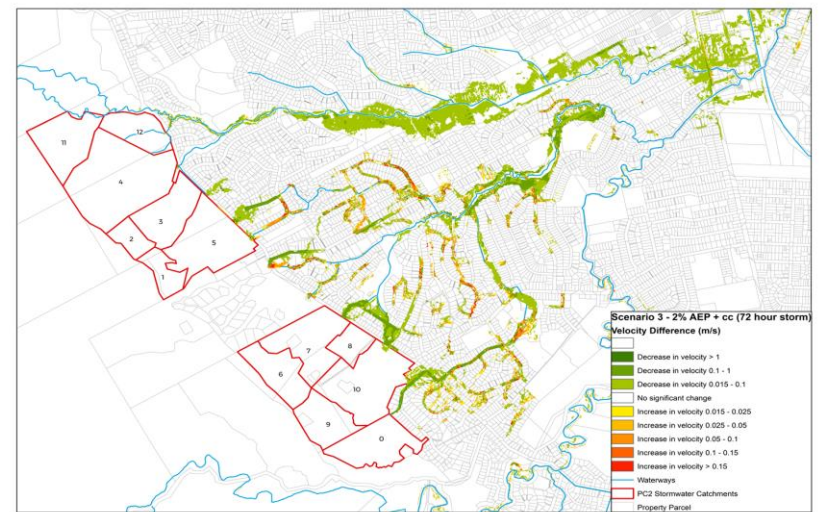 11
12
4
3
2
5
1
7
8
6
10
9
0
Scenario 3 - 2% AEP + cc (72 hour storm)
Velocity Difference (m/s)
Decrease in velocity > 1
Decrease in velocity 0.1 - 1
Decrease in velocity 0.015 - 0.1
No significant change
Increase in velocity 0.015 - 0.025
Increase in velocity 0.025 - 0.05
Increase in velocity 0.05 - 0.1
Increase in velocity 0.1 - 0.15
Increase in velocity > 0.15
Waterways
PC2 Stormwater Catchments
Property Parcel